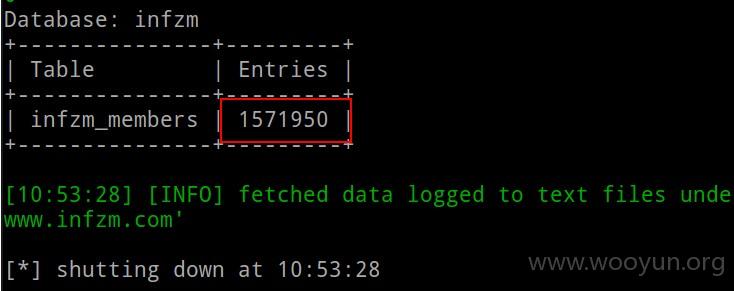 Database: infzm
+---------------+---------+
| Table | Entries |
+---------------+---------+
| infzm_members | 1571950 |
+---------------+---------+
[10:53:28] [INFO] fetched data logged to text files unde
www.infzm.com'
[*] shutting down at 10:53:28
www.wooyun.org